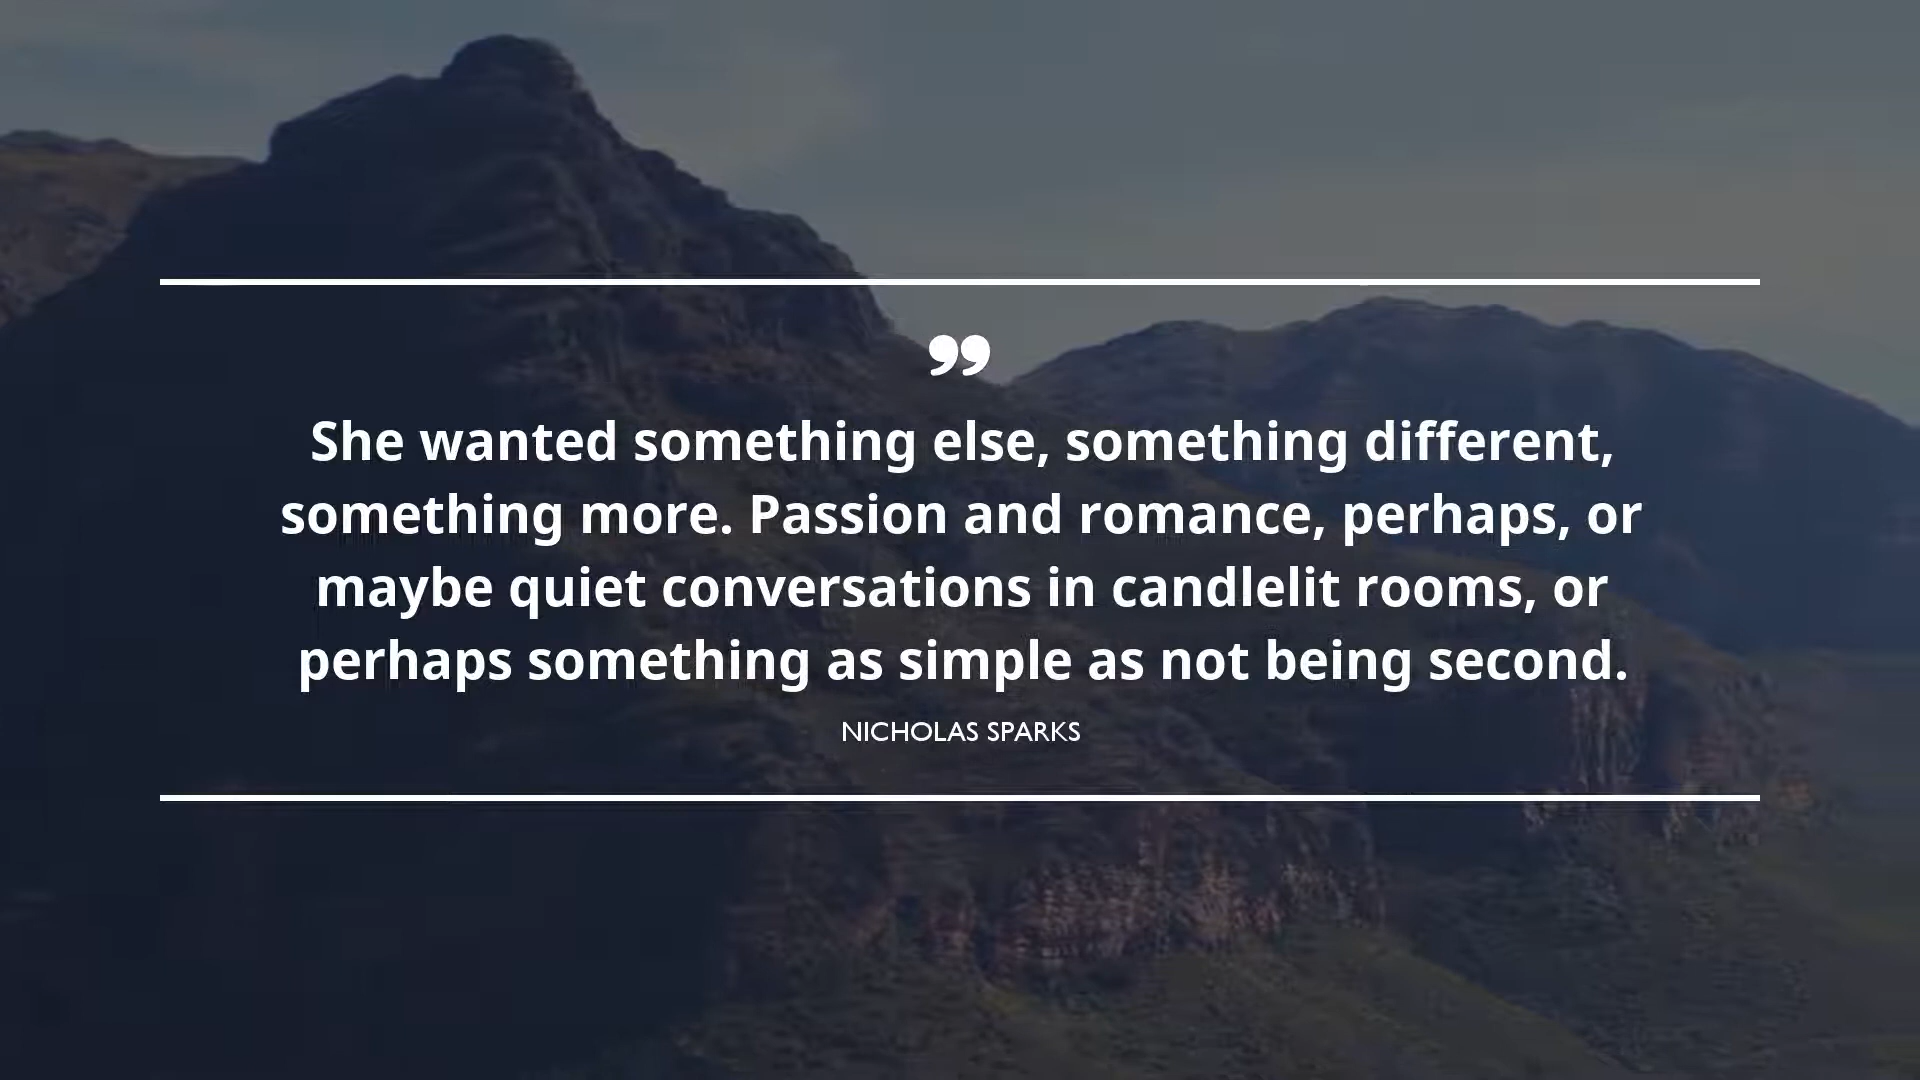 ”
She wanted something else, something different,
something more. Passion and romance, perhaps, or
maybe quiet conversations in candlelit rooms, or
perhaps something as simple as not being second.
NICHOLAS SPARKS